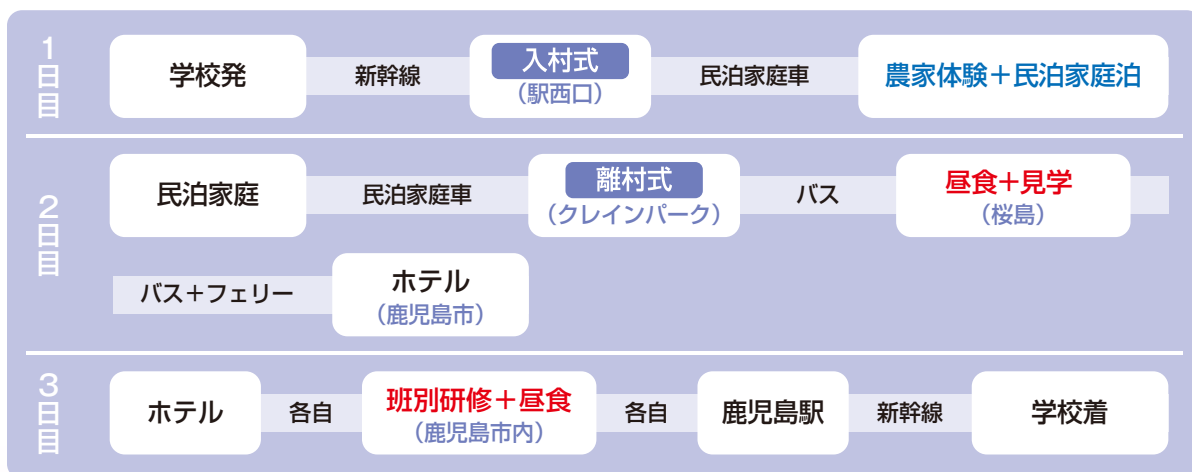 1日目
学校発
新幹線
入村式
(駅西口)
民泊家庭車
農家体験+民泊家庭泊
2日目
民泊家庭
民泊家庭車
離村式
(クレインパーク)
バス
昼食+見学
(桜島)
バス+フェリー
ホテル
(鹿児島市)
3日目
ホテル
各自
班別研修+昼食
(鹿児島市内)
各自
鹿児島駅
新幹線
学校着